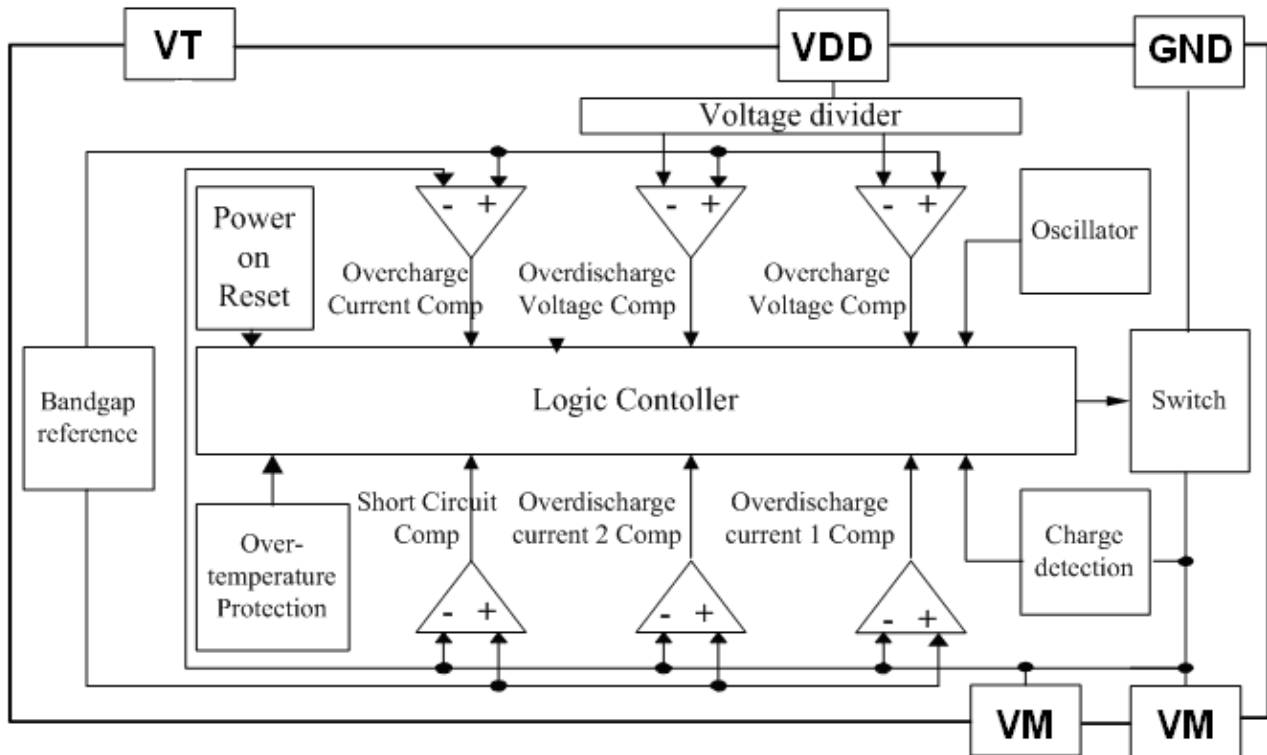 VT
VDD
GND
Voltage divider
- +
- +
- +
Power
on
Reset
Oscillator
Overcharge
Current Comp
Overdischarge
Voltage Comp
Overcharge
Voltage Comp
Bandgap
reference
Logic Contoller
Switch
Short Circuit
Comp
Overdischarge
current 2 Comp
Overdischarge
current 1 Comp
Over-
temperature
Protection
Charge
detection
- +
- +
- +
VM
VM